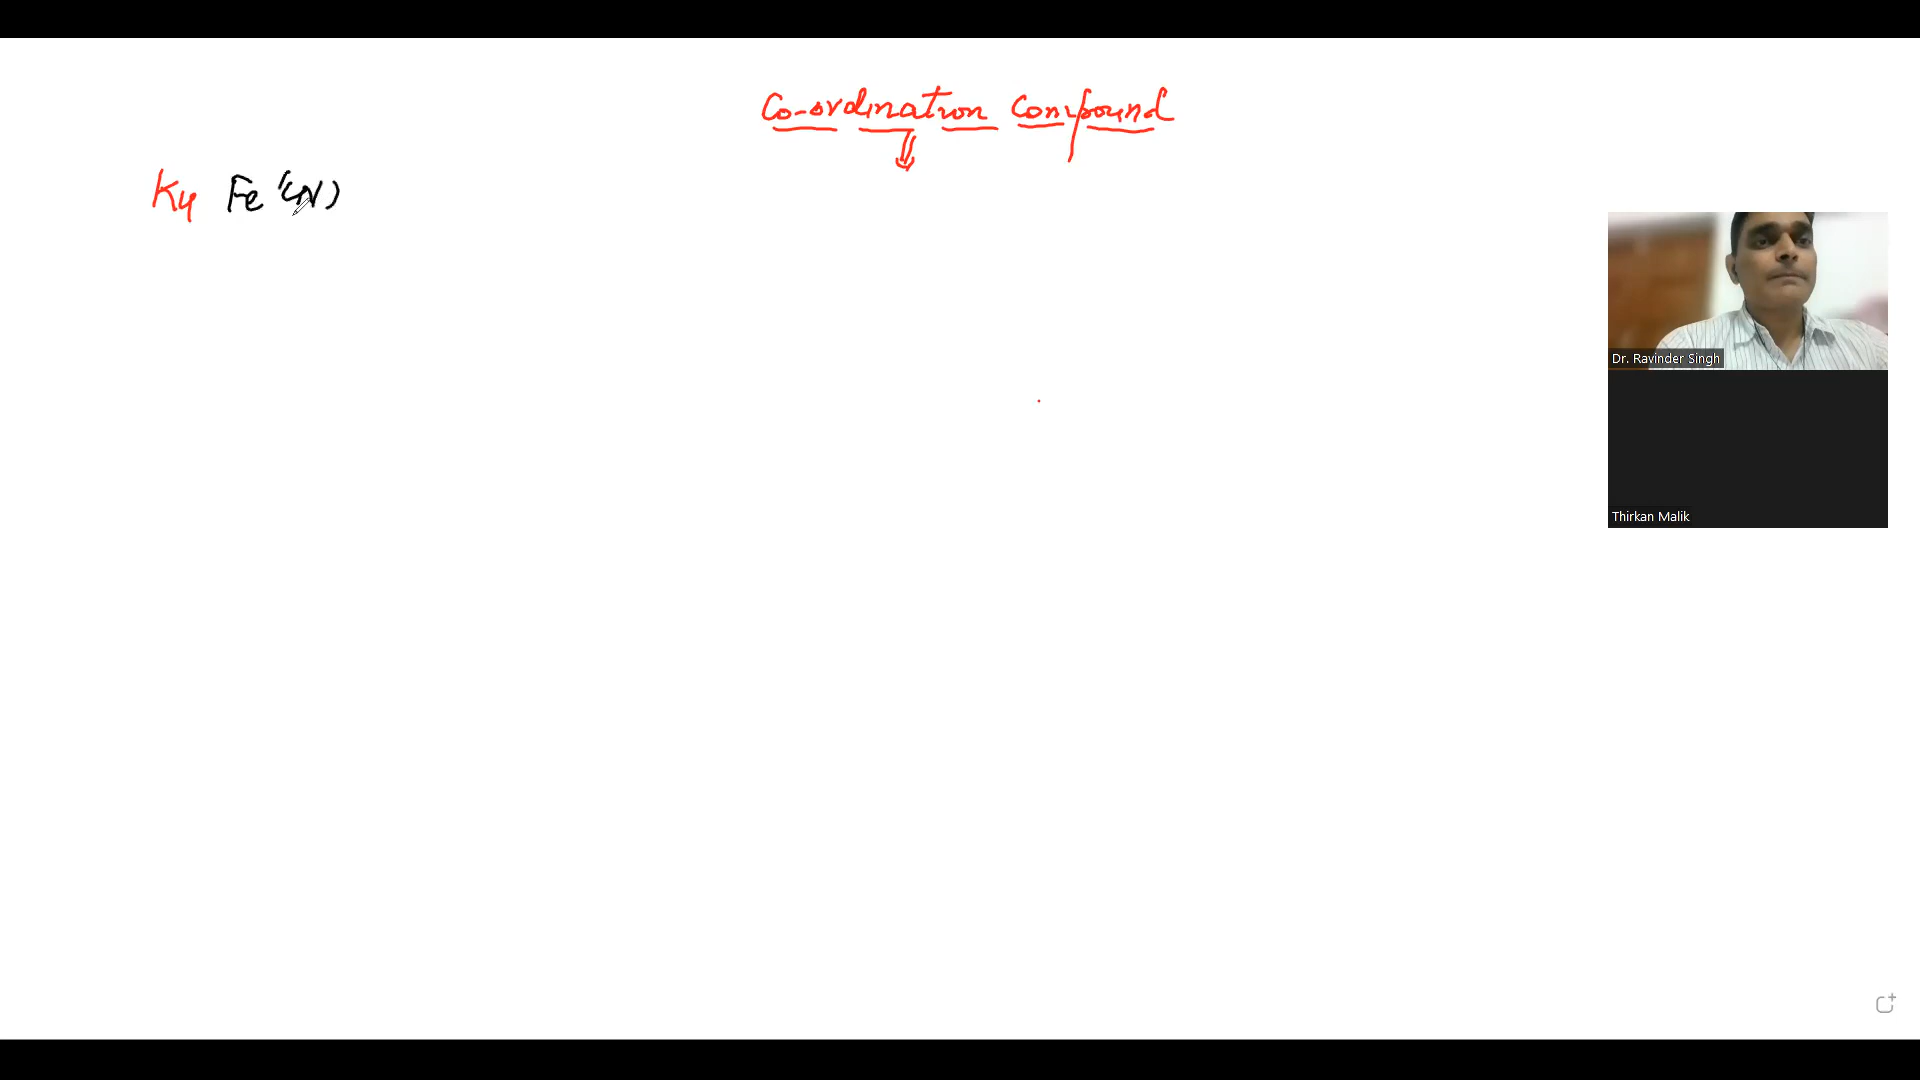 Co-ordination Compound
K4 Fe (CN)
Dr. Ravinder Singh
Thirkan Malik